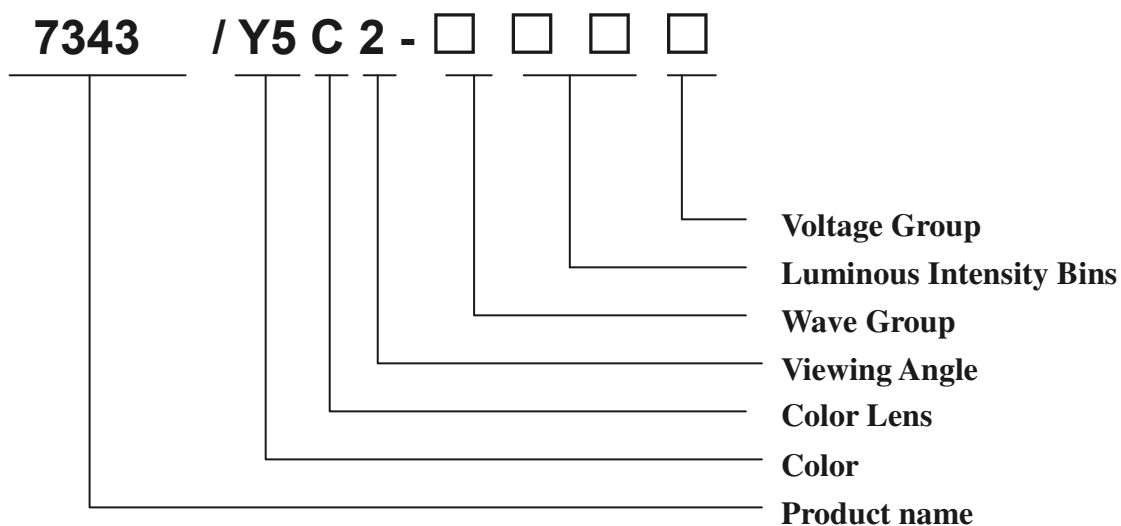 7343 / Y5 C 2 - □ □ □ □
Voltage Group
Luminous Intensity Bins
Wave Group
Viewing Angle
Color Lens
Color
Product name